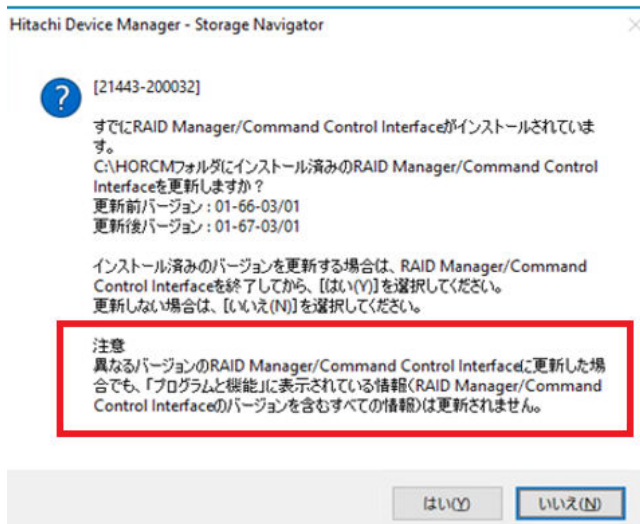 Hitachi Device Manager - Storage Navigator
[21443-200032]
すでにRAID Manager/Command Control Interfaceがインストールされていま
す。
C:\HORCMフォルダにインストール済みのRAID Manager/Command Control
Interfaceを更新しますか？
更新前バージョン : 01-66-03/01
更新後バージョン : 01-67-03/01
インストール済みのバージョンを更新する場合は、RAID Manager/Command
Control Interfaceを終了してから、[はい(Y)]を選択してください。
更新しない場合は、[いいえ(N)]を選択してください。
注意
異なるバージョンのRAID Manager/Command Control Interfaceに更新した場
合でも、「プログラムと機能」に表示されている情報(RAID Manager/Command
Control Interfaceのバージョンを含むすべての情報)は更新されません。
はい(Y) いいえ(N)